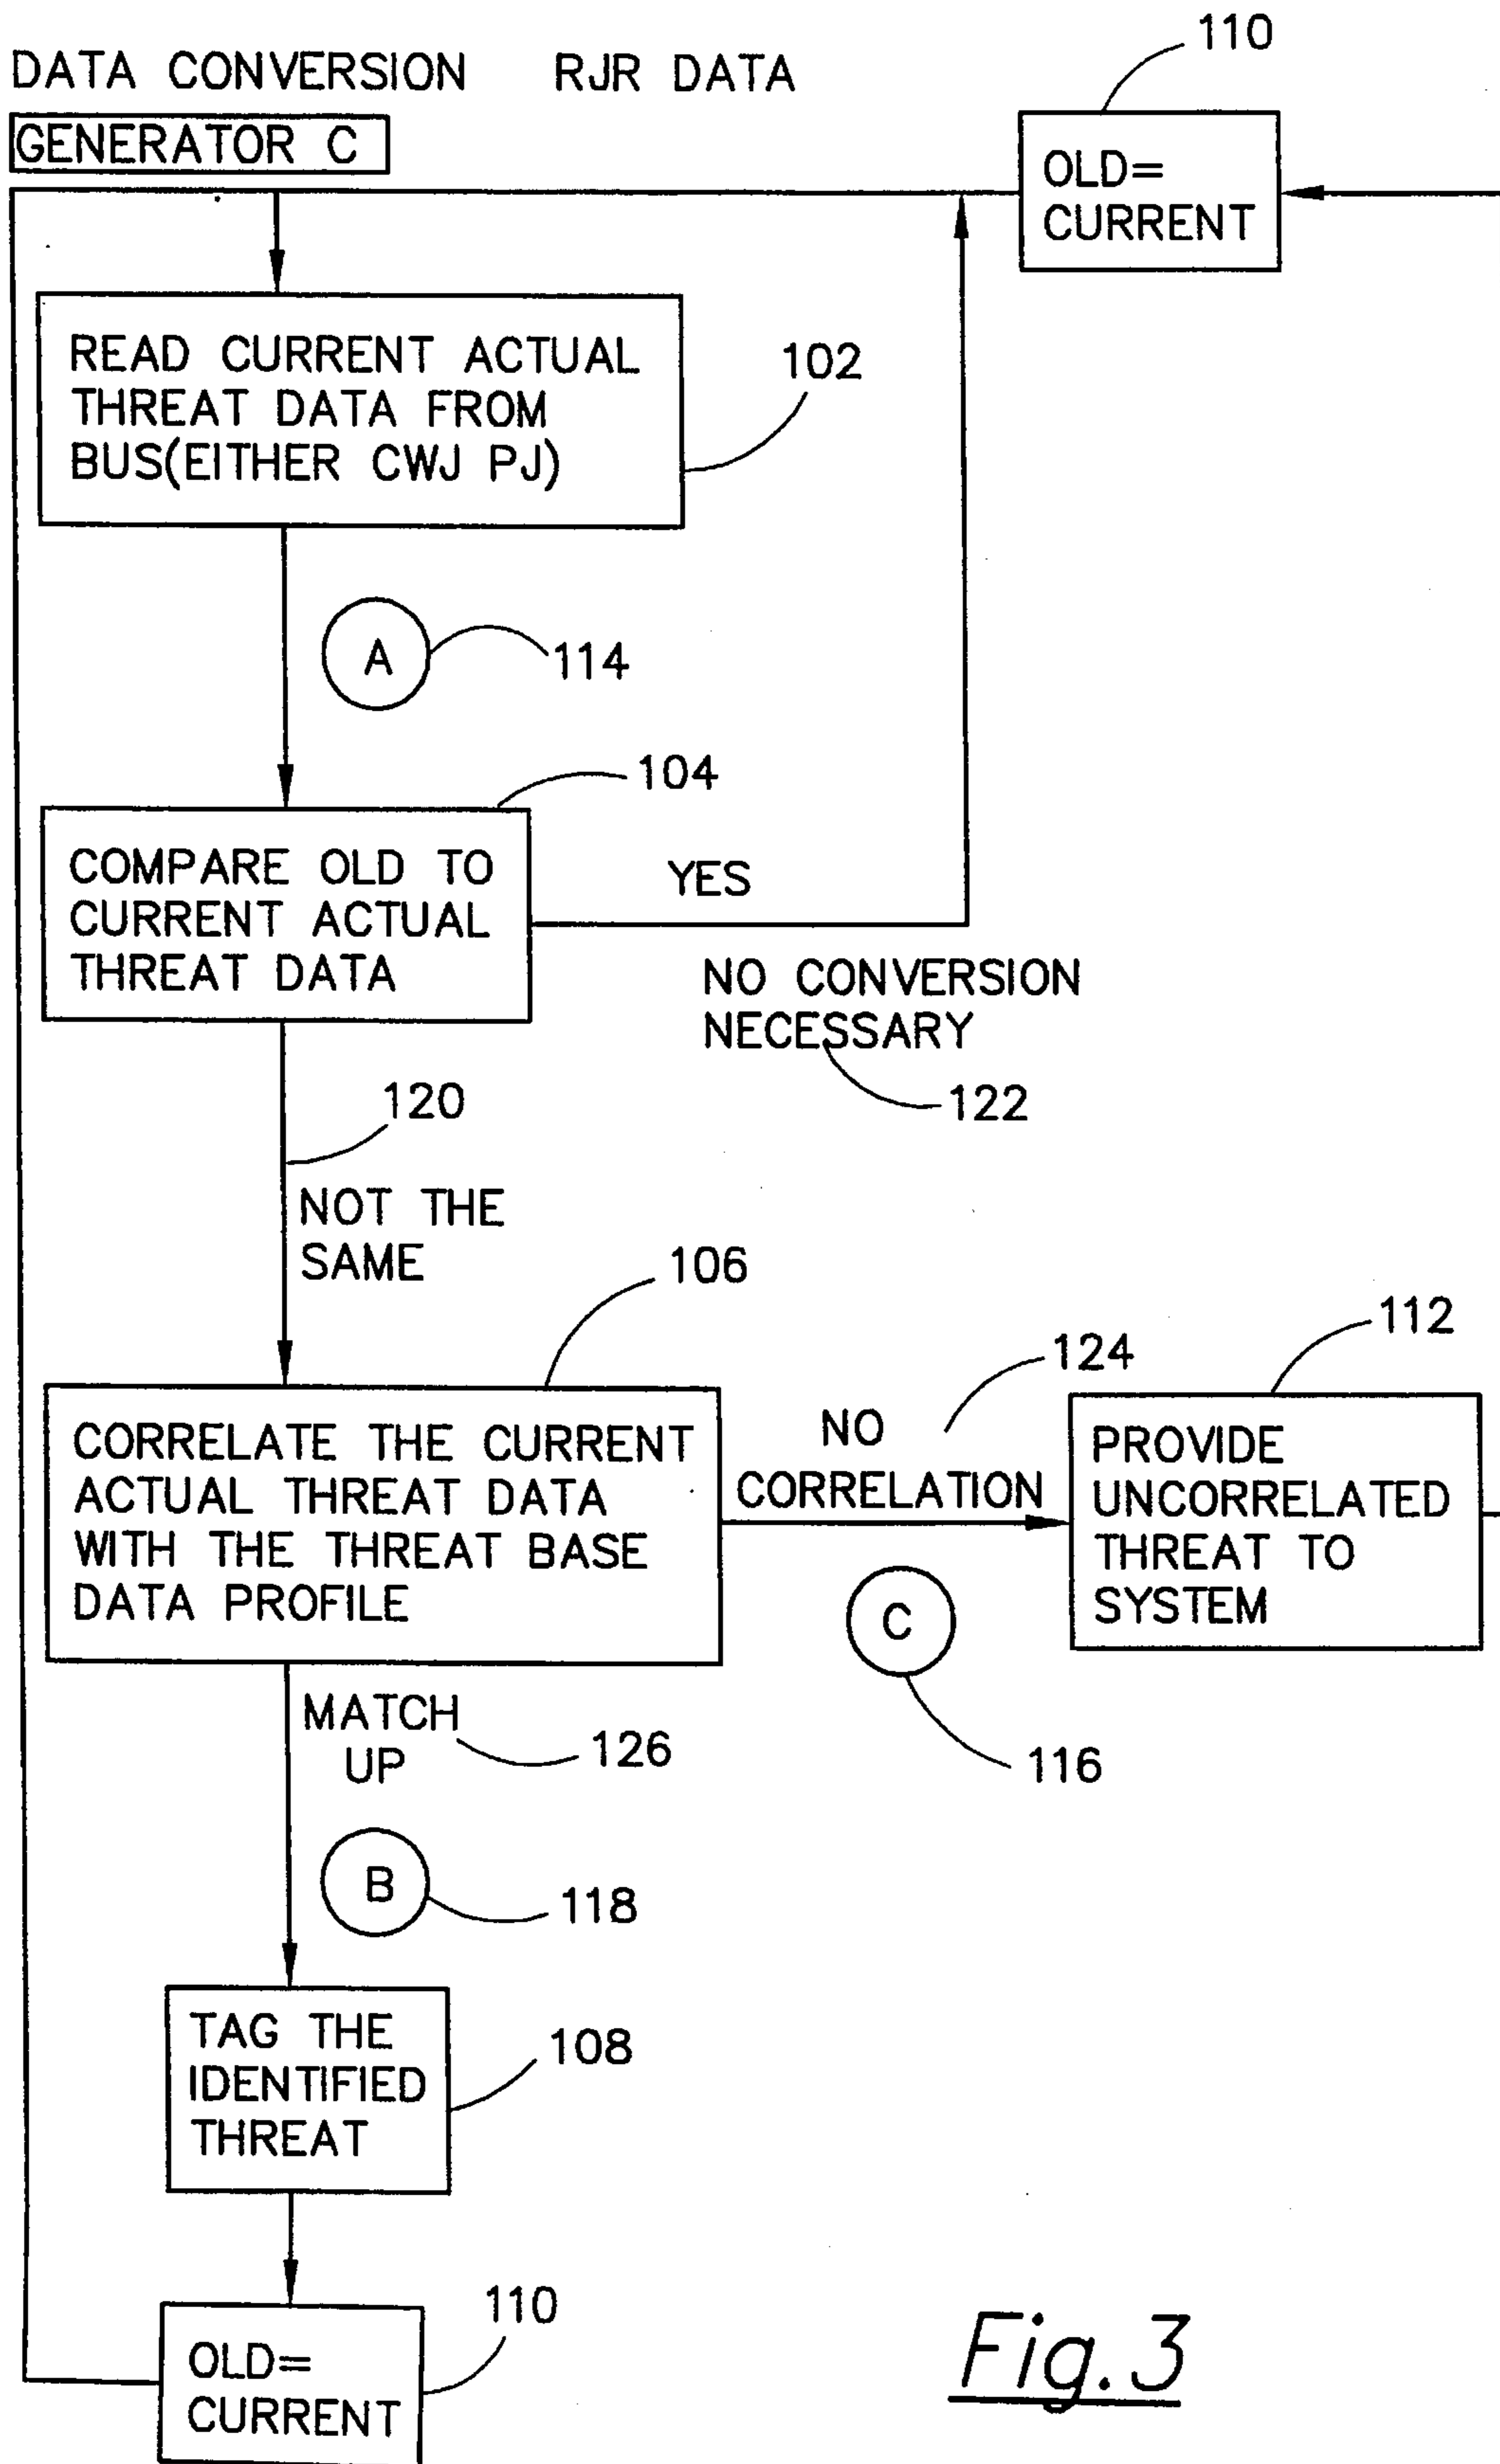 110
DATA CONVERSION RJR DATA
GENERATOR C
OLD=
CURRENT
READ CURRENT ACTUAL
THREAT DATA FROM
BUS(EITHER CWJ PJ)
102
A
114
104
COMPARE OLD TO
CURRENT ACTUAL
THREAT DATA
YES
NO CONVERSION
NECESSARY
122
120
NOT THE
SAME
106
124
112
CORRELATE THE CURRENT
ACTUAL THREAT DATA
WITH THE THREAT BASE
DATA PROFILE
NO
CORRELATION
PROVIDE
UNCORRELATED
THREAT TO
SYSTEM
C
116
MATCH
UP
126
B
118
TAG THE
IDENTIFIED
THREAT
108
110
OLD=
CURRENT
Fig.3